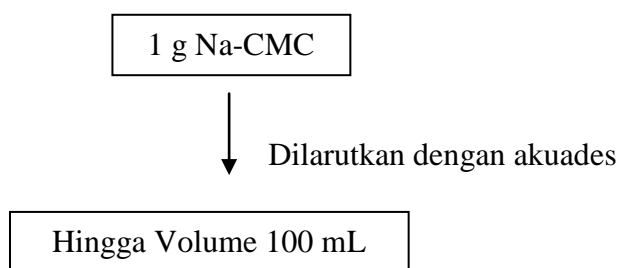 1 g Na-CMC
Dilarutkan dengan akuades
Hingga Volume 100 mL